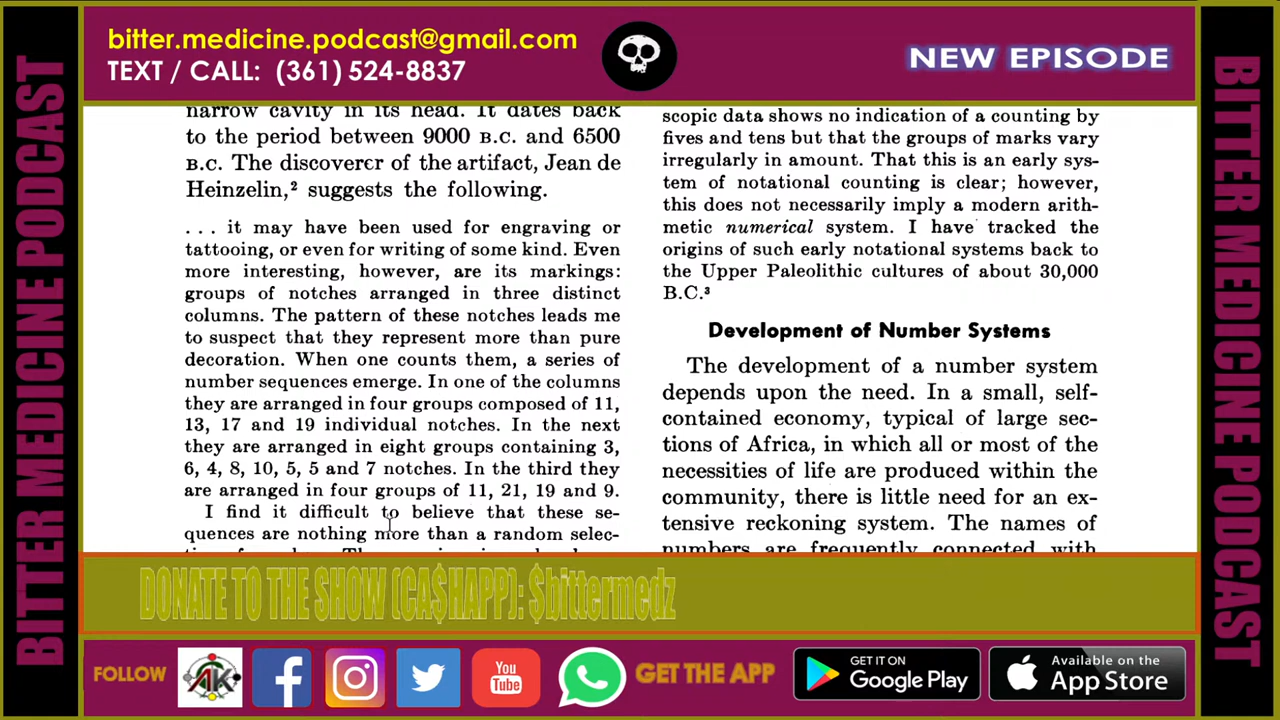 bitter.medicine.podcast@gmail.com
TEXT / CALL: (361) 524-8837
NEW EPISODE
BITTER MEDICINE PODCAST
narrow cavity in its head. It dates back
to the period between 9000 B.C. and 6500
B.C. The discoverer of the artifact, Jean de
Heinzelin,² suggests the following.
. . . it may have been used for engraving or
tattooing, or even for writing of some kind. Even
more interesting, however, are its markings:
groups of notches arranged in three distinct
columns. The pattern of these notches leads me
to suspect that they represent more than pure
decoration. When one counts them, a series of
number sequences emerge. In one of the columns
they are arranged in four groups composed of 11,
13, 17 and 19 individual notches. In the next
they are arranged in eight groups containing 3,
6, 4, 8, 10, 5, 5 and 7 notches. In the third they
are arranged in four groups of 11, 21, 19 and 9.
I find it difficult to believe that these se-
quences are nothing more than a random selec-
scopic data shows no indication of a counting by
fives and tens but that the groups of marks vary
irregularly in amount. That this is an early sys-
tem of notational counting is clear; however,
this does not necessarily imply a modern arith-
metic numerical system. I have tracked the
origins of such early notational systems back to
the Upper Paleolithic cultures of about 30,000
B.C.³
Development of Number Systems
The development of a number system
depends upon the need. In a small, self-
contained economy, typical of large sec-
tions of Africa, in which all or most of the
necessities of life are produced within the
community, there is little need for an ex-
tensive reckoning system. The names of
numbers are frequently connected with
BITTER MEDICINE PODCAST
DONATE TO THE SHOW (CA$HAPP): $bittermedz
FOLLOW
ATK
You
Tube
GET THE APP
GET IT ON
Google Play
Available on the
App Store